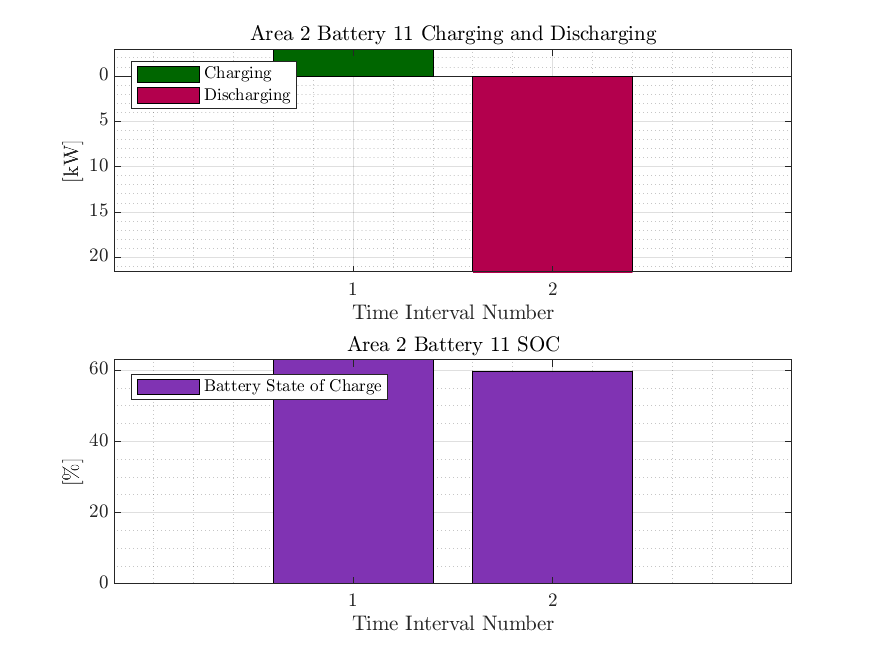 Area 2 Battery 11 Charging and Discharging
0
5
10
15
20
[kW]
Charging
Discharging
1
2
Time Interval Number
Area 2 Battery 11 SOC
60
40
20
0
[%]
Battery State of Charge
1
2
Time Interval Number